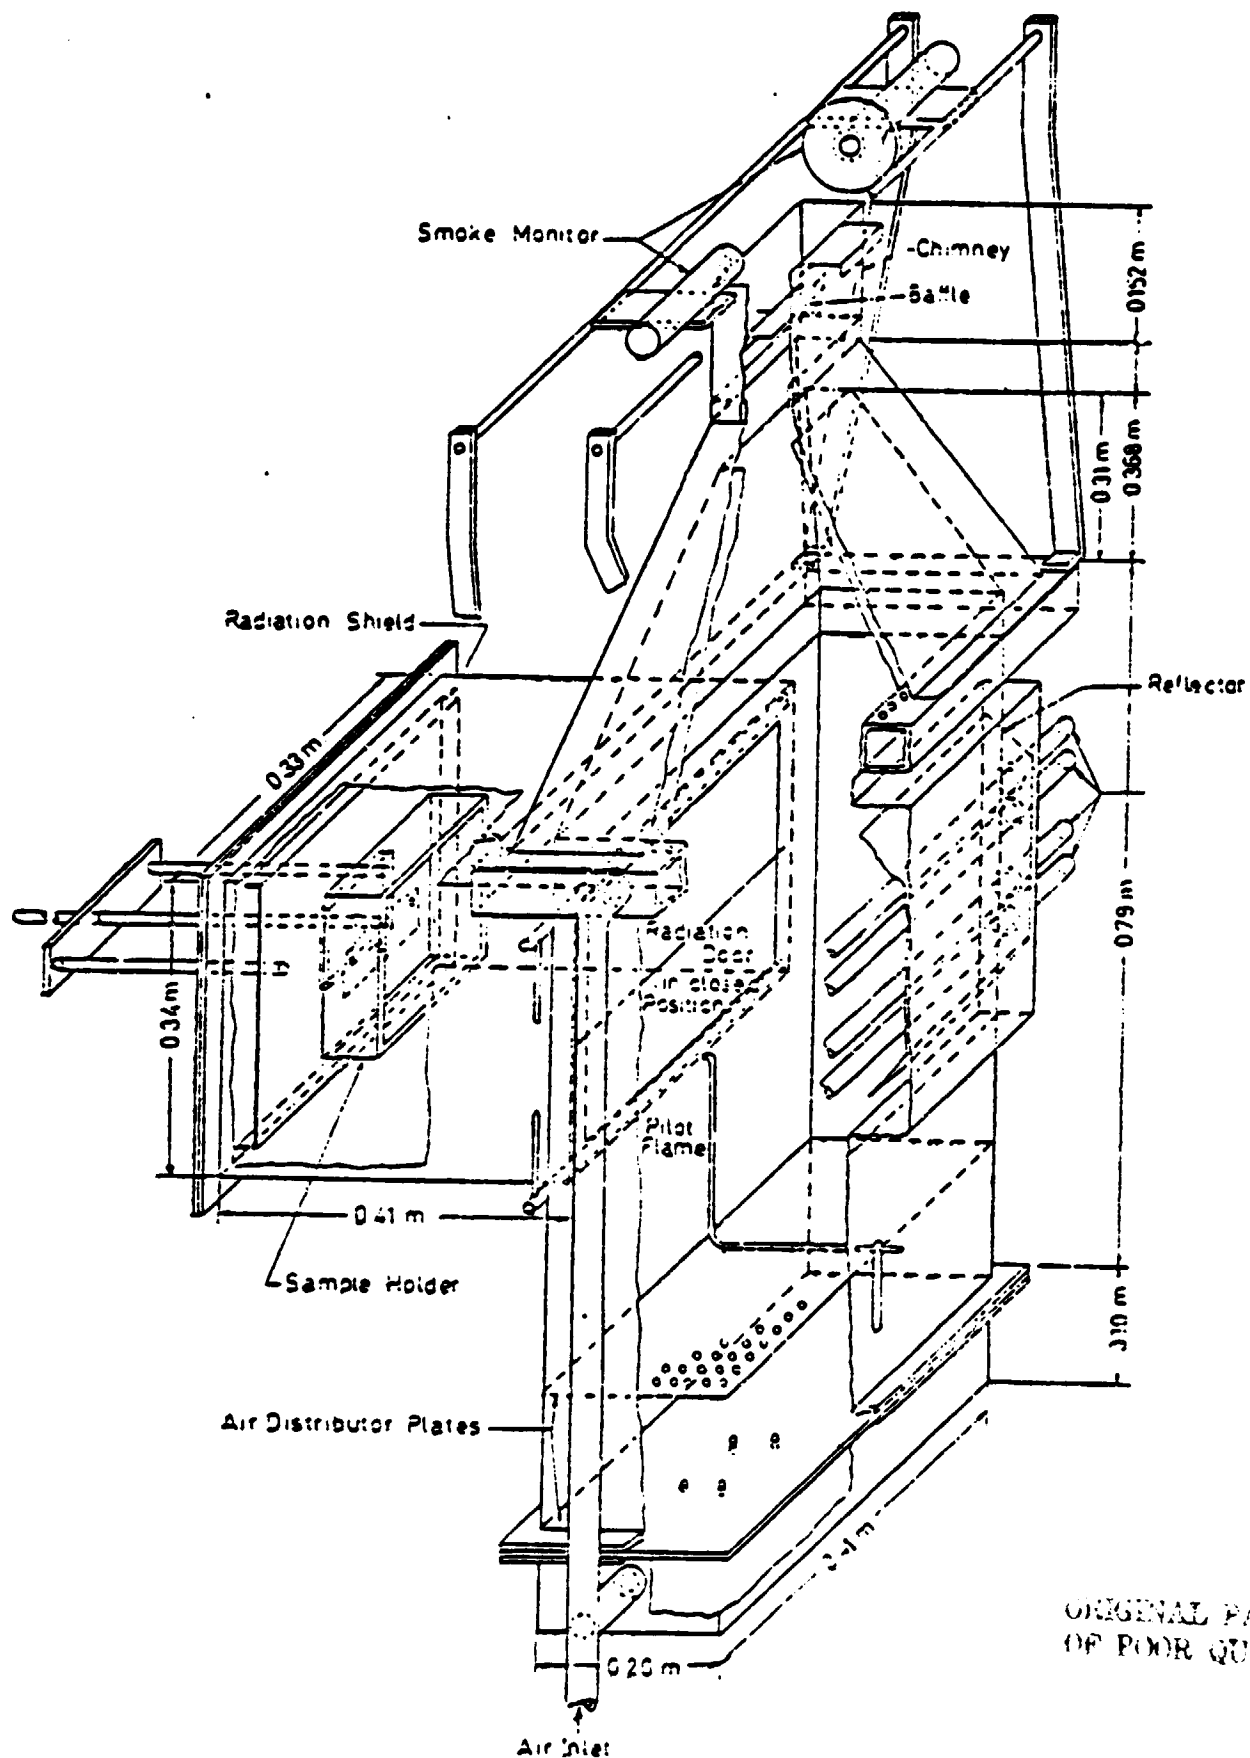 Smoke Monitor
Chimney
Baffle
0.152 m
0.31 m
0.368 m
Radiation Shield
Reflector
0.33 m
0.79 m
0.34 m
Radiation
Door
in closed
Position
Pilot
Flame
0.41 m
Sample Holder
Air Distributor Plates
0.20 m
Air Inlet
ORIGINAL
OF POOR